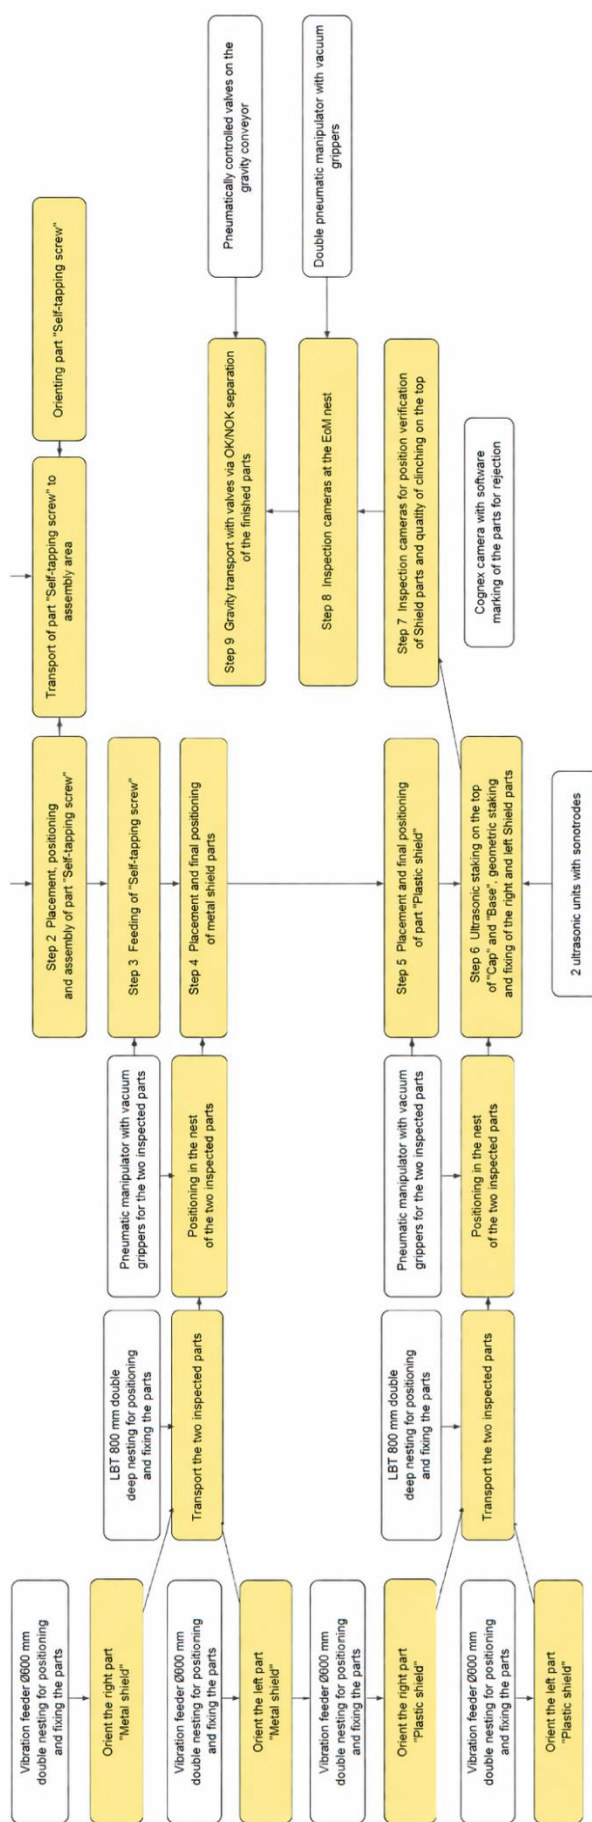 Vibration feeder Ø600 mm
double nesting for positioning
and fixing the parts
Step 2 Placement, positioning
and assembly of part "Self-tapping screw"
Transport of part "Self-tapping screw" to
assembly area
Orienting part "Self-tapping screw"
Orient the right part
"Metal shield"
LBT 800 mm double
deep nesting for positioning
and fixing the parts
Pneumatic manipulator with vacuum
grippers for the two inspected parts
Step 3 Feeding of "Self-tapping screw"
Vibration feeder Ø000 mm
double nesting for positioning
and fixing the parts
Transport the two inspected parts
Positioning in the nest
of the two inspected parts
Step 4 Placement and final positioning
of metal shield parts
Step 9 Gravity transport with valves via OK/NOK separation
of the finished parts
Pneumatically controlled valves on the
gravity conveyor
Orient the left part
"Metal shield"
Vibration feeder Ø000 mm
double nesting for positioning
and fixing the parts
Step 8 Inspection cameras at the EoM nest
Double pneumatic manipulator with vacuum
grippers
Orient the right part
"Plastic shield"
LBT 800 mm double
deep nesting for positioning
and fixing the parts
Pneumatic manipulator with vacuum
grippers for the two inspected parts
Step 5 Placement and final positioning
of part "Plastic shield"
Step 7 Inspection cameras for position verification
of Shield parts and quatity of clinching on the top
Vibration feeder Ø000 mm
double nesting for positioning
and fixing the parts
Transport the two inspected parts
Positioning in the nest
of the two inspected parts
Step 6 Ultrasonic staking on the top
of "Cap" and "Base", geometric staking
and fixing of the right and left Shield parts
Cognex camera with software
marking of the parts for rejection
Orient the left part
"Plastic shield"
2 ultrasonic units with sonotrodes